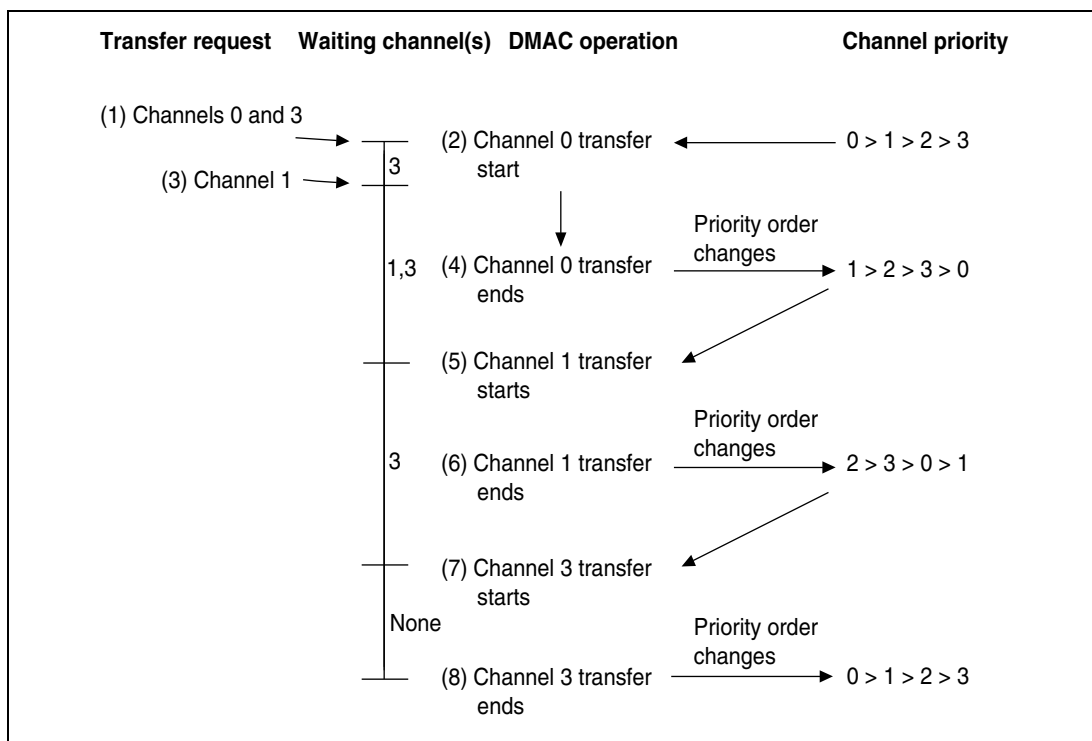 Transfer request Waiting channel(s) DMAC operation Channel priority
(1) Channels 0 and 3
(2) Channel 0 transfer
start
0 > 1 > 2 > 3
3
(3) Channel 1
Priority order
changes
1,3
(4) Channel 0 transfer
ends
1 > 2 > 3 > 0
(5) Channel 1 transfer
starts
Priority order
changes
3
(6) Channel 1 transfer
ends
2 > 3 > 0 > 1
(7) Channel 3 transfer
starts
None
Priority order
changes
(8) Channel 3 transfer
ends
0 > 1 > 2 > 3